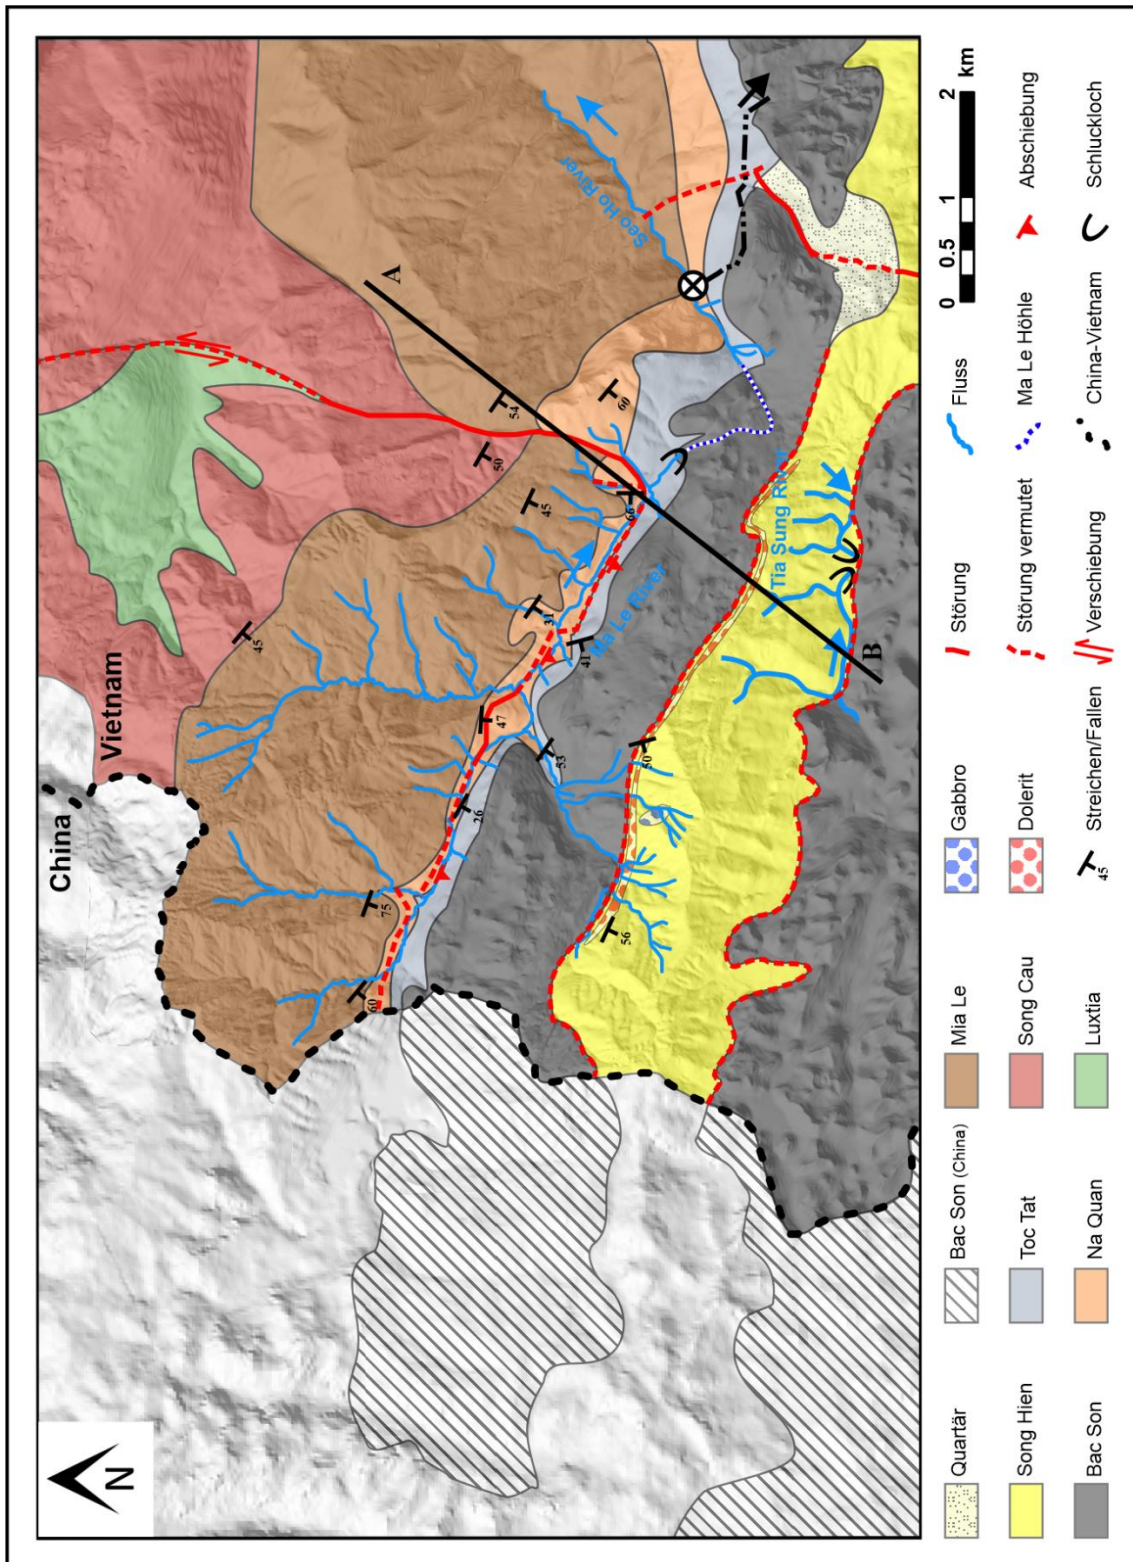 N
China
Vietnam
Seo Ho River
Ma Le River
Tia Sung River
A
B
45
50
54
60
45
66
31
41
47
53
26
75
60
50
56
0 0.5 1 2
km
Quartär
Song Hien
Bac Son
Bac Son (China)
Toc Tat
Na Quan
Mia Le
Song Cau
Luxtia
Gabbro
Dolerit
45 Streichen/Fallen
Störung
Störung vermutet
Verschiebung
Fluss
Ma Le Höhle
China-Vietnam
Abschiebung
Schluckloch